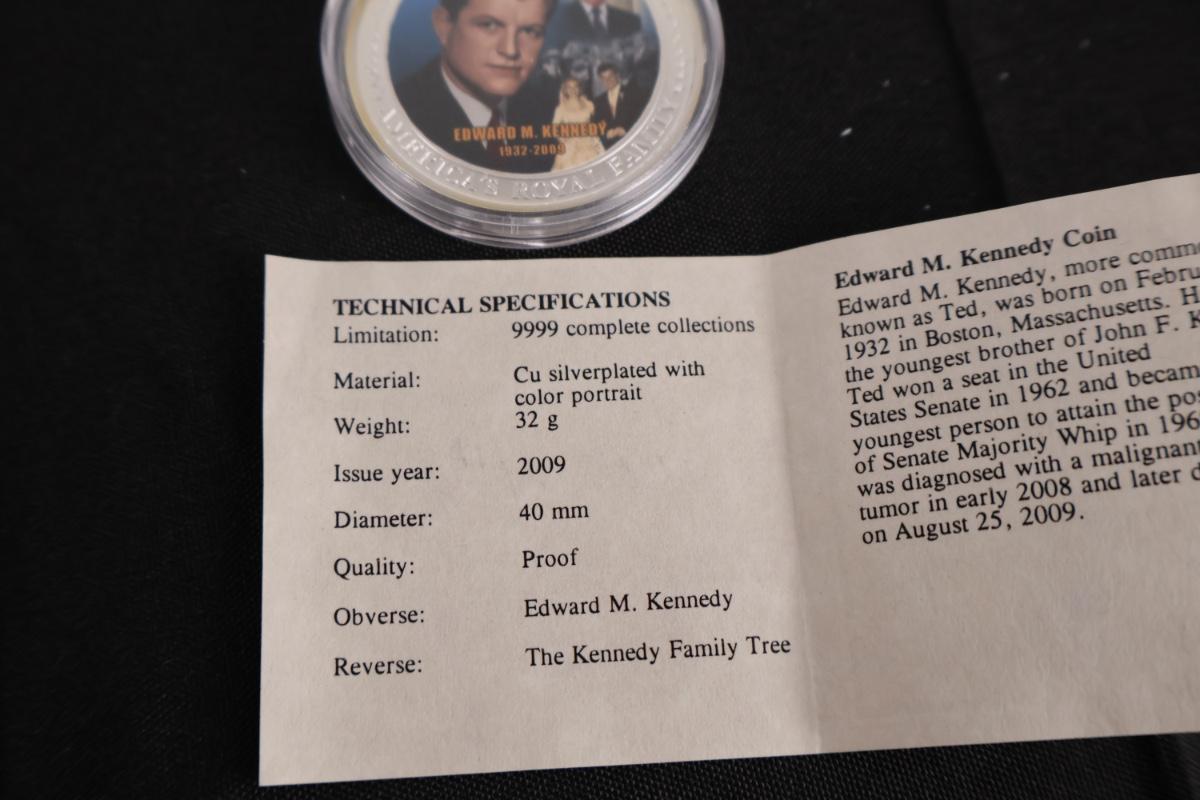 EDWARD M. KENNEDY
1932-2009
AMERICA'S ROYAL FAMILY
TECHNICAL SPECIFICATIONS
Limitation: 9999 complete collections
Material: Cu silverplated with
color portrait
Weight: 32 g
Issue year: 2009
Diameter: 40 mm
Quality: Proof
Obverse: Edward M. Kennedy
Reverse: The Kennedy Family Tree
Edward M. Kennedy Coin
Edward M. Kennedy, more
known as Ted, was born on
1932 in Boston, Massachusetts.
the youngest brother of John F.
Ted won a seat in the United
States Senate in 1962 and
youngest person to attain the
of Senate Majority Whip in
was diagnosed with a malignant
tumor in early 2008 and later
on August 25, 2009.